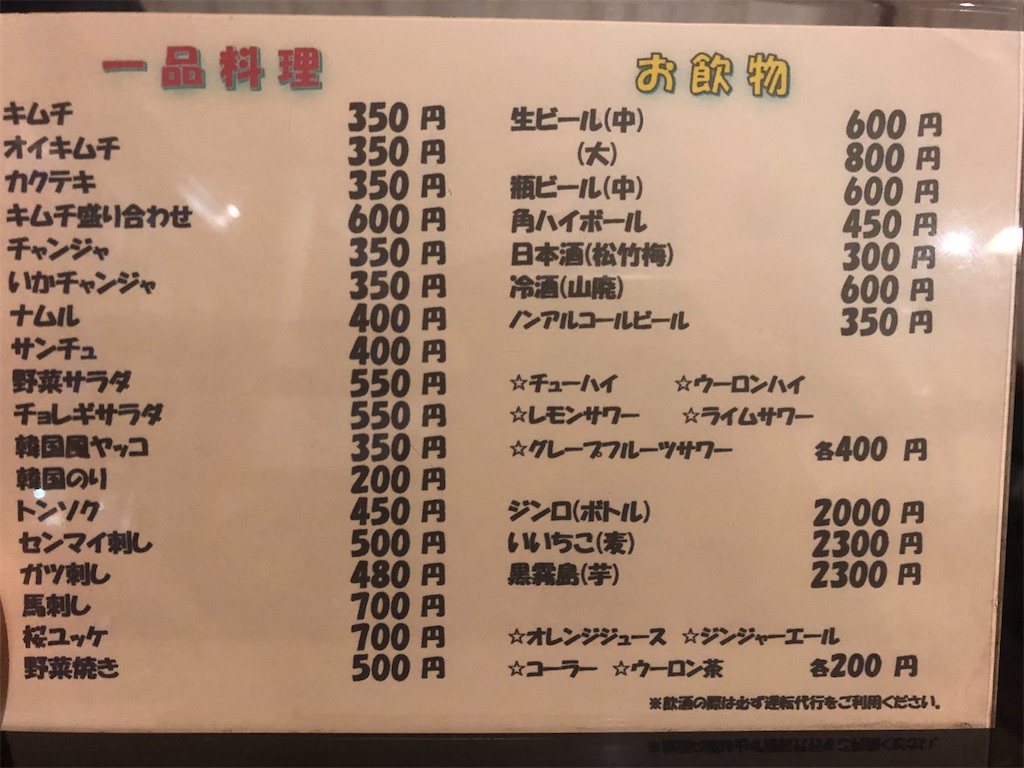 一品料理
キムチ 350 円
オイキムチ 350 円
カクテキ 350 円
キムチ盛り合わせ 600 円
チャンジャ 350 円
いかチャンジャ 350 円
ナムル 400 円
サンチュ 400 円
野菜サラダ 550 円
チョレギサラダ 550 円
韓国風ヤッコ 350 円
韓国のり 200 円
トンソク 450 円
センマイ刺し 500 円
ガツ刺し 480 円
馬刺し 700 円
桜ユッケ 700 円
野菜焼き 500 円
お飲物
生ビール(中) 600 円
(大) 800 円
瓶ビール(中) 600 円
角ハイボール 450 円
日本酒(松竹梅) 300 円
冷酒(山廃) 600 円
ノンアルコールビール 350 円
☆チューハイ ☆ウーロンハイ
☆レモンサワー ☆ライムサワー
☆グレープフルーツサワー 各400 円
ジンロ(ボトル) 2000 円
いいちこ(麦) 2300 円
黒霧島(芋) 2300 円
☆オレンジジュース ☆ジンジャーエール
☆コーラー ☆ウーロン茶 各200 円
※飲酒の際は必ず運転代行をご利用ください。